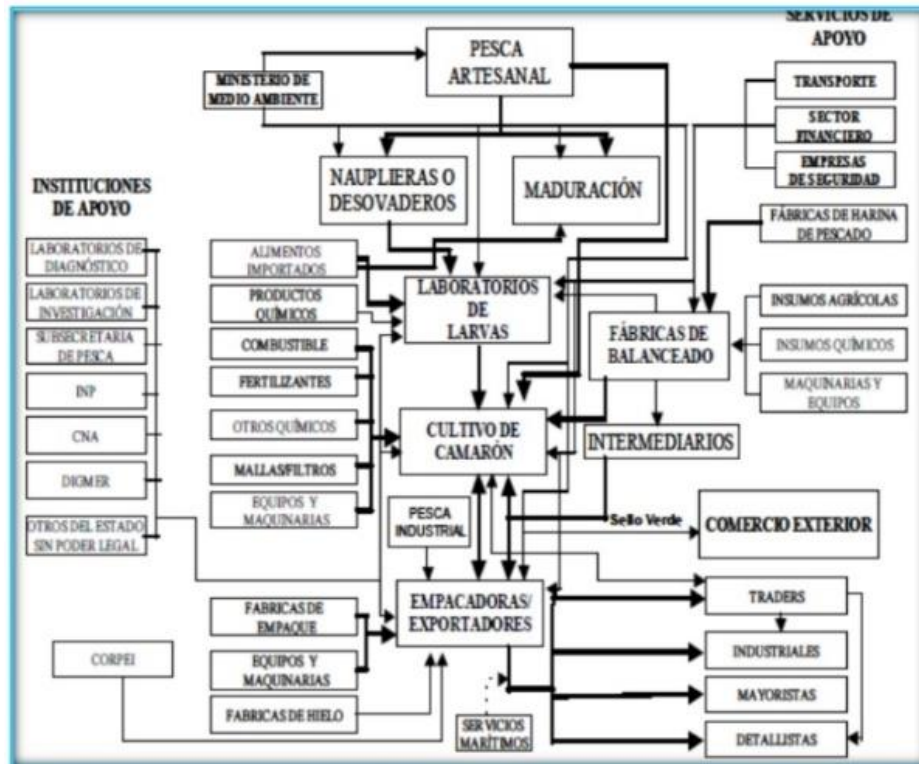 SERVICIOS DE
APOYO
PESCA
ARTESANAL
MINISTERIO DE
MEDIO AMBIENTE
TRANSPORTE
SECTOR
FINANCIERO
EMPRESAS
DE SEGURIDAD
INSTITUCIONES
DE APOYO
NAUPLIERAS O
DESOVADEROS
MADURACIÓN
FÁBRICAS DE HARINA
DE PESCADO
LABORATORIOS DE
DIAGNÓSTICO
LABORATORIOS DE
INVESTIGACIÓN
SUBSECRETARIA
DE PESCA
INP
CNA
DIGMER
OTROS DEL ESTADO
SIN PODER LEGAL
ALIMENTOS
IMPORTADOS
PRODUCTOS
QUÍMICOS
COMBUSTIBLE
FERTILIZANTES
OTROS QUÍMICOS
MALLAS/FILTROS
EQUIPOS Y
MAQUINARIAS
LABORATORIOS
DE
LARVAS
FÁBRICAS DE
BALANCEADO
INSUMOS AGRÍCOLAS
INSUMOS QUÍMICOS
MAQUINARIAS Y
EQUIPOS
CULTIVO DE
CAMARÓN
INTERMEDIARIOS
PESCA
INDUSTRIAL
Sello Verde
COMERCIO EXTERIOR
EMPACADORAS/
EXPORTADORES
FABRICAS DE
EMPAQUE
EQUIPOS Y
MAQUINARIAS
FABRICAS DE HIELO
CORPEI
SERVICIOS
MARÍTIMOS
TRADERS
INDUSTRIALES
MAYORISTAS
DETALLISTAS